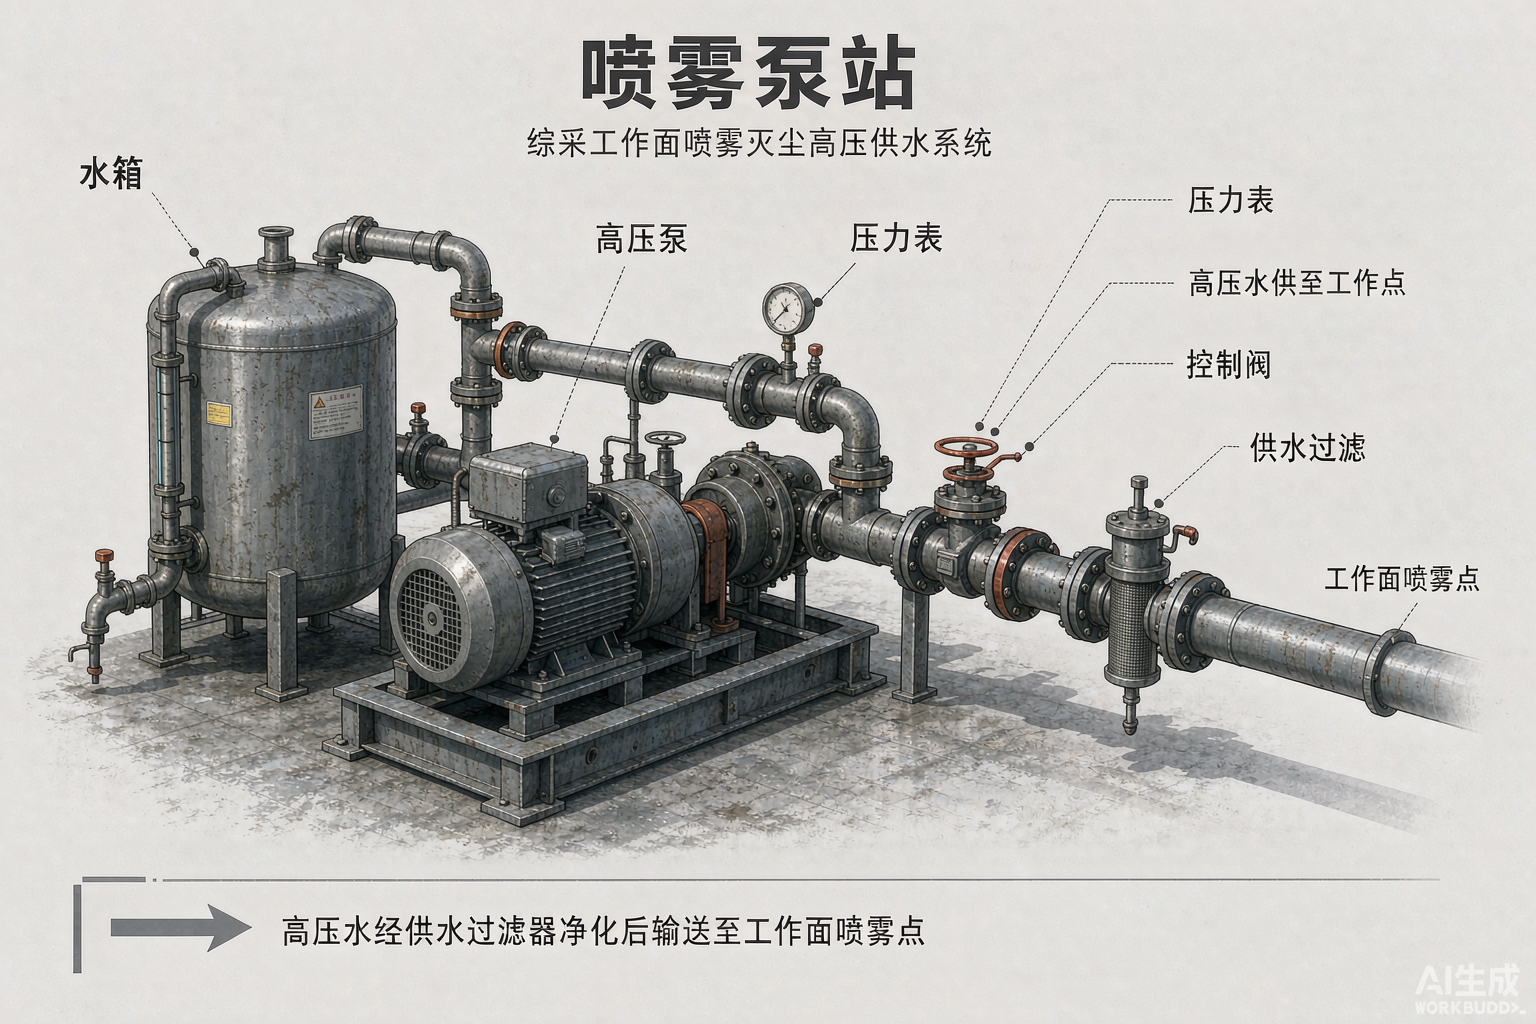 喷雾泵站
综采工作面喷雾灭尘高压供水系统
水箱
高压泵
压力表
压力表
高压水供至工作点
控制阀
供水过滤
工作面喷雾点
高压水经供水过滤器净化后输送至工作面喷雾点
AI生成